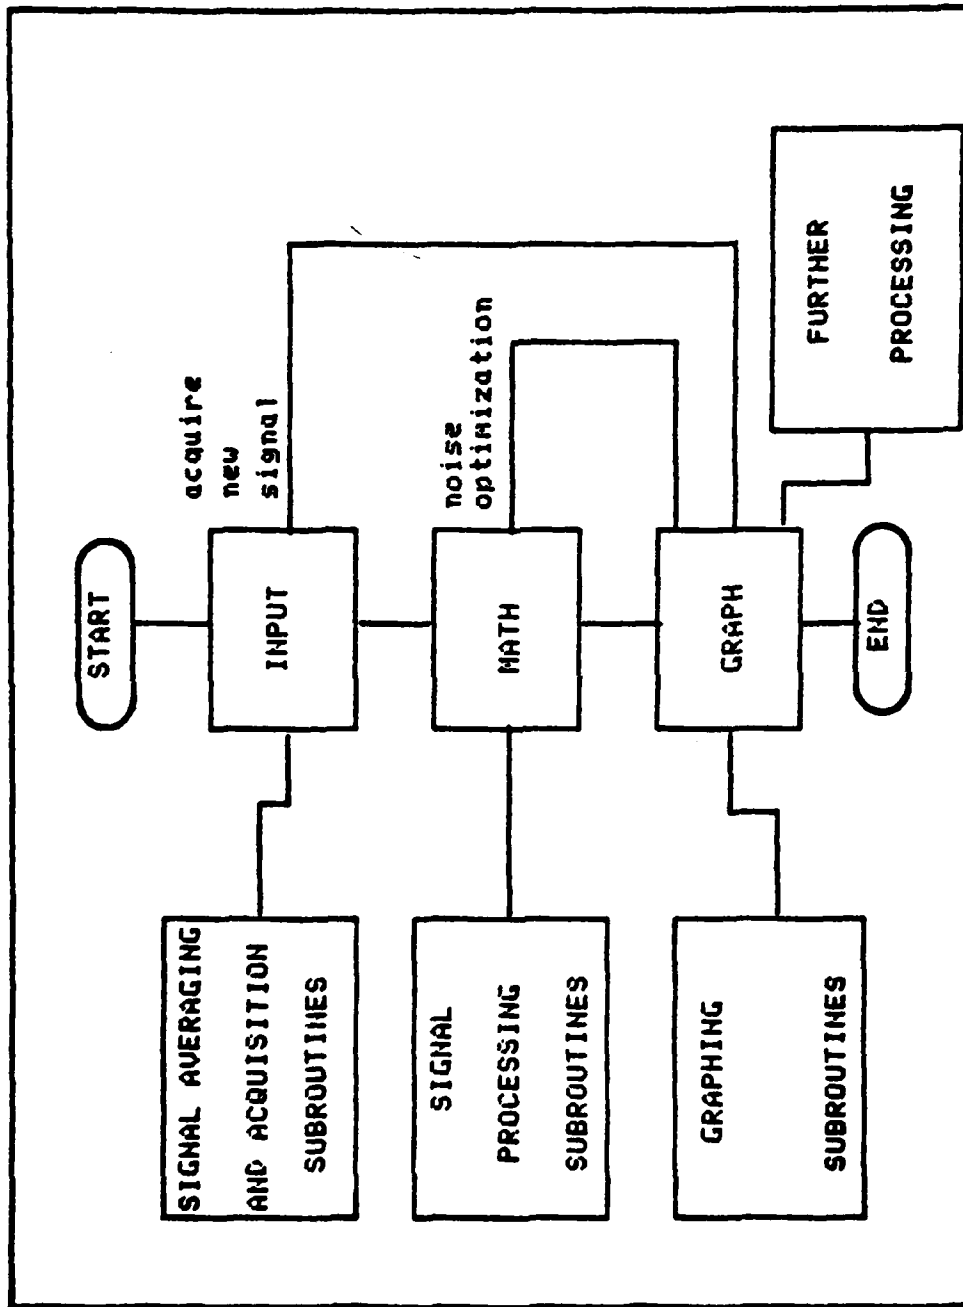 START
SIGNAL AVERAGING
AND ACQUISITION
SUBROUTINES
INPUT
acquire
new
signal
SIGNAL
PROCESSING
SUBROUTINES
MATH
noise
optimization
GRAPHING
SUBROUTINES
GRAPH
FURTHER
PROCESSING
END